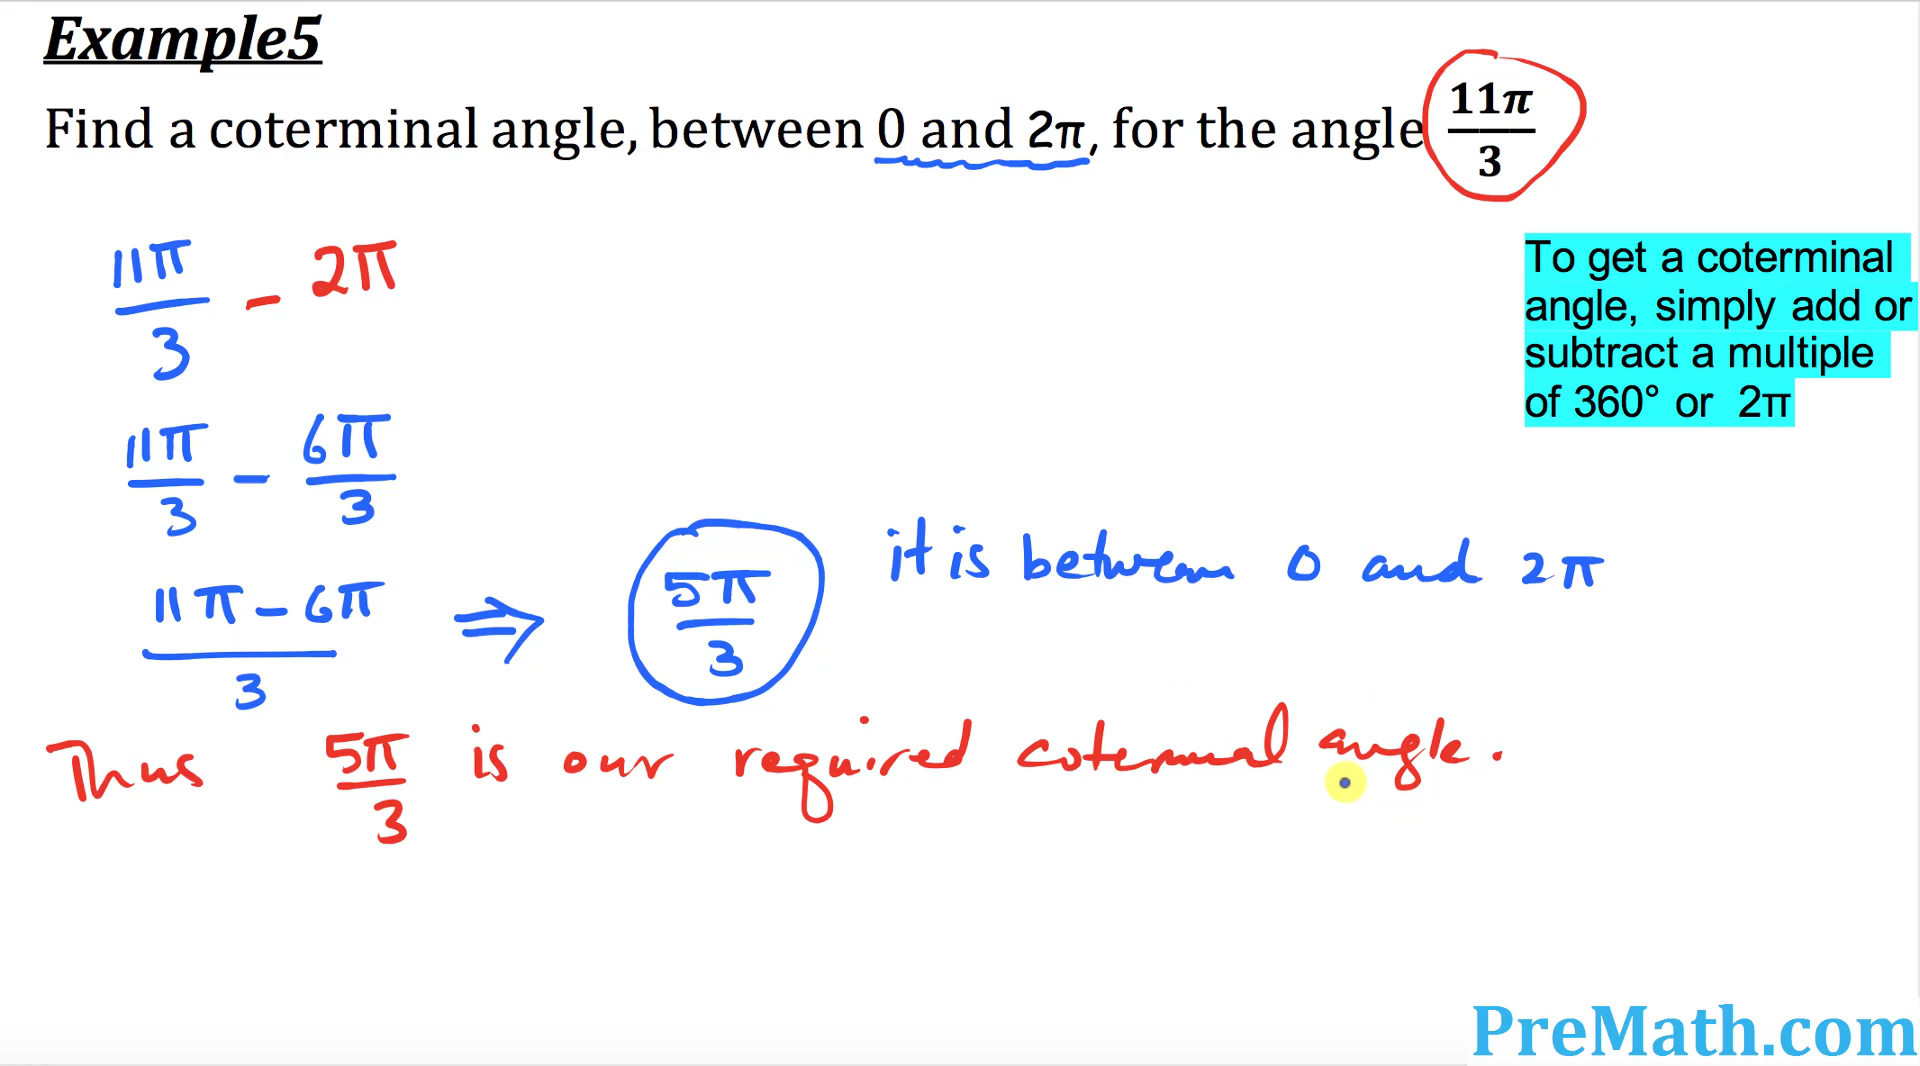 Example5
Find a coterminal angle, between 0 and 2π, for the angle 11π/3
To get a coterminal
angle, simply add or
subtract a multiple
of 360° or 2π
11π/3 - 2π
11π/3 - 6π/3
11π - 6π/3 ⇒ 5π/3 it is between 0 and 2π
Thus 5π/3 is our required coterminal angle.
PreMath.com